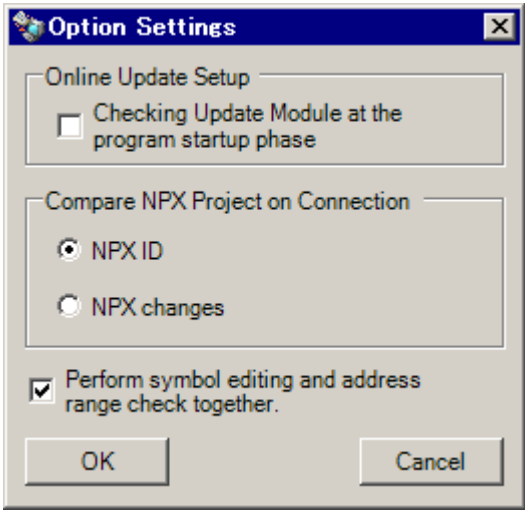 Option Settings
Online Update Setup
Checking Update Module at the
program startup phase
Compare NPX Project on Connection
NPX ID
NPX changes
Perform symbol editing and address
range check together.
OK
Cancel